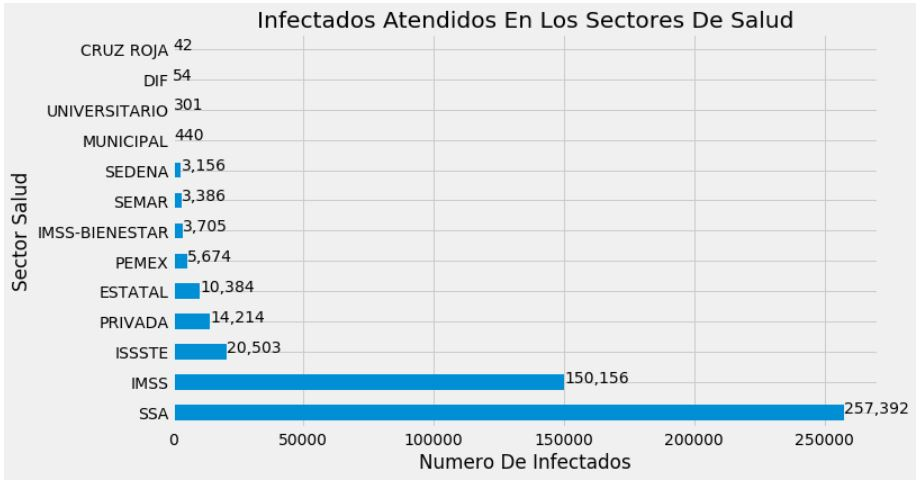 Infectados Atendidos En Los Sectores De Salud
CRUZ ROJA 42
DIF 54
UNIVERSITARIO 301
MUNICIPAL 440
SEDENA 3,156
SEMAR 3,386
IMSS-BIENESTAR 3,705
PEMEX 5,674
ESTATAL 10,384
PRIVADA 14,214
ISSSTE 20,503
IMSS 150,156
SSA 257,392
Sector Salud
0 50000 100000 150000 200000 250000
Numero De Infectados